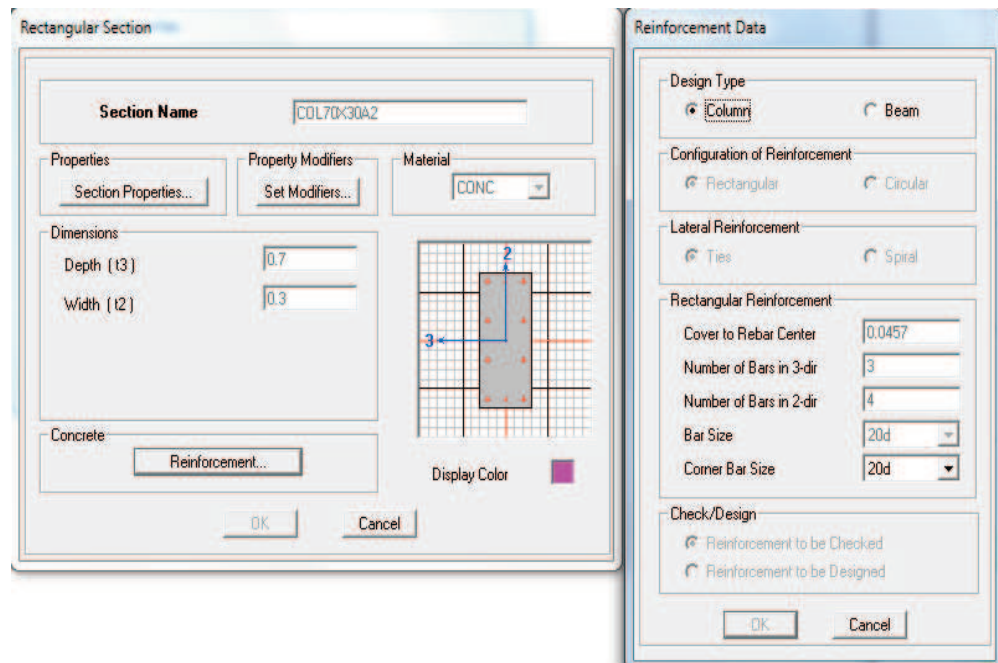 Rectangular Section
Section Name
COL70X30A2
Properties
Property Modifiers
Material
Section Properties...
Set Modifiers...
CONC
Dimensions
Depth ( t3 )
0.7
Width ( t2 )
0.3
2
3
Concrete
Reinforcement...
Display Color
OK
Cancel
Reinforcement Data
Design Type
Column
Beam
Configuration of Reinforcement
Rectangular
Circular
Lateral Reinforcement
Ties
Spiral
Rectangular Reinforcement
Cover to Rebar Center
0.0457
Number of Bars in 3-dir
3
Number of Bars in 2-dir
4
Bar Size
20d
Corner Bar Size
20d
Check/Design
Reinforcement to be Checked
Reinforcement to be Designed
OK
Cancel